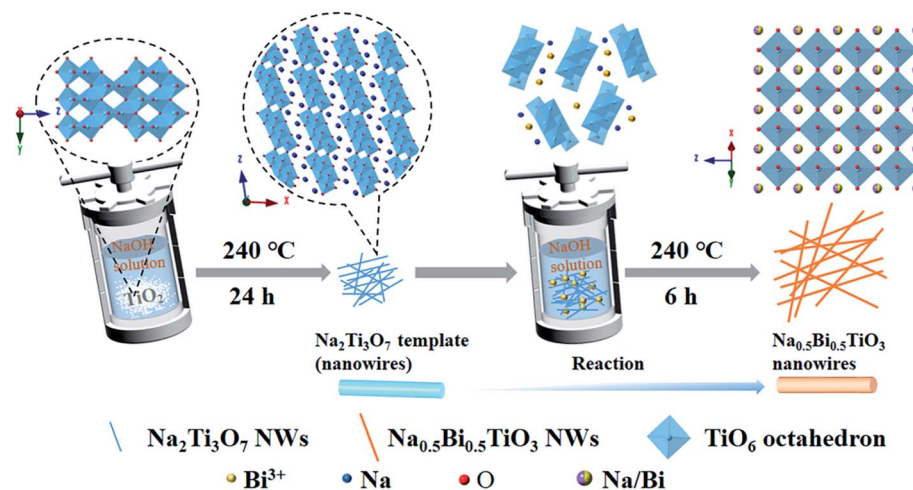 x
z
y
z
x
x
z
y
NaOH
solution
TiO₂
240 ℃
24 h
NaOH
solution
240 ℃
6 h
Na₂Ti₃O₇ template
(nanowires)
Reaction
Na₀.₅Bi₀.₅TiO₃
nanowires
Na₂Ti₃O₇ NWs
Na₀.₅Bi₀.₅TiO₃ NWs
TiO₆ octahedron
Bi³⁺
Na
O
Na/Bi